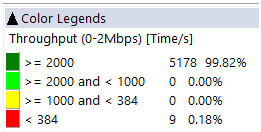 Color Legends
Throughput (0-2Mbps) [Time/s]
>= 2000 5178 99.82%
>= 2000 and < 1000 0 0.00%
>= 1000 and < 384 0 0.00%
< 384 9 0.18%